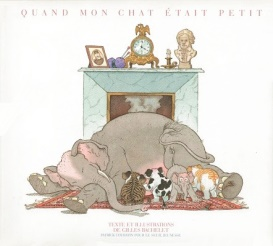 QUAND MON CHAT ÉTAIT PETIT
TEXTE ET ILLUSTRATIONS
DE GILLES BACHELET